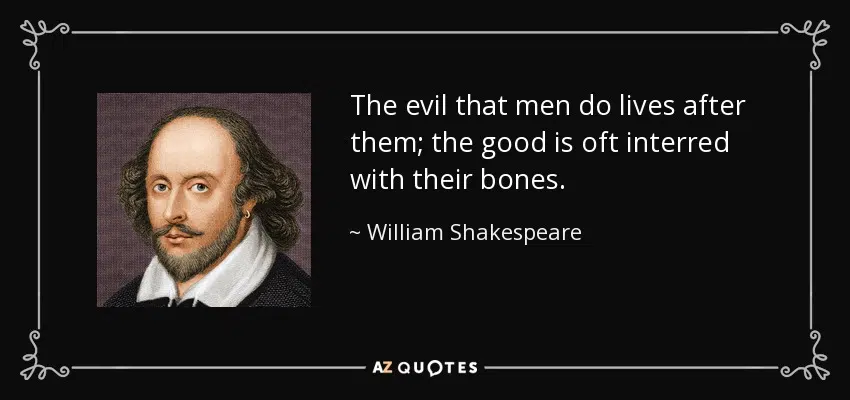 The evil that men do lives after
them; the good is oft interred
with their bones.
~ William Shakespeare
AZ QUOTES